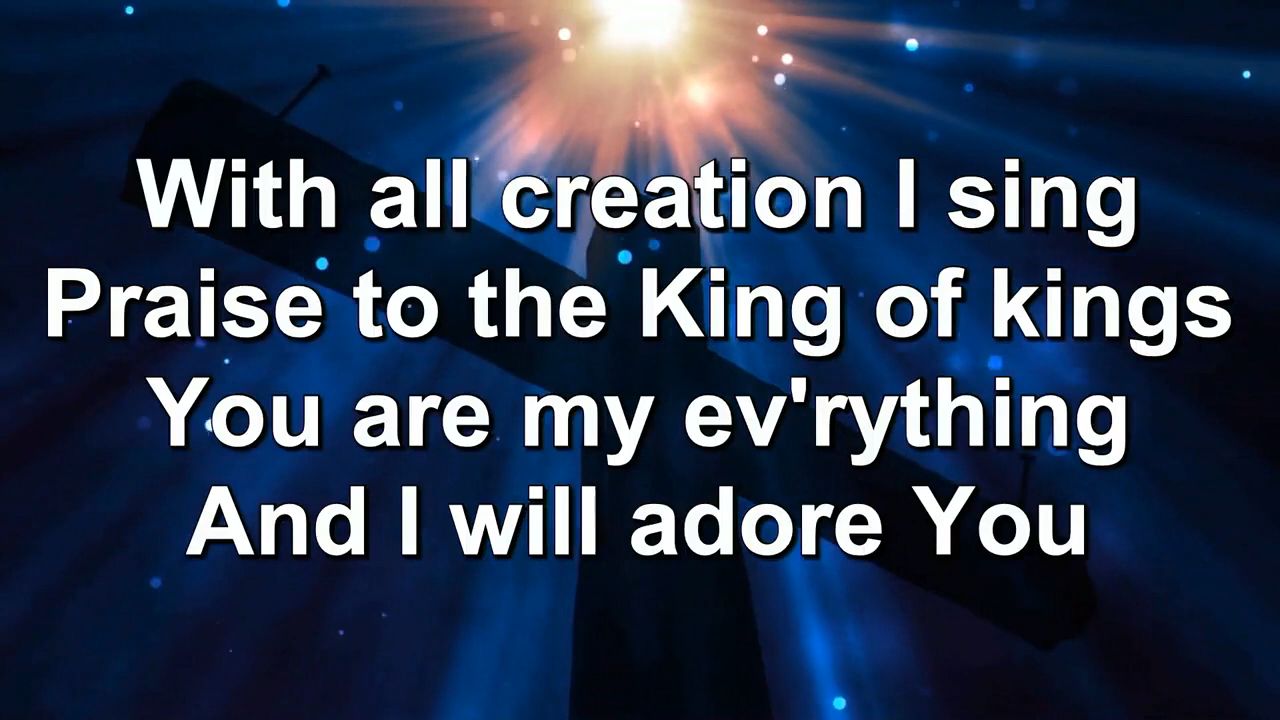 With all creation I sing
Praise to the King of kings
You are my ev'rything
And I will adore You